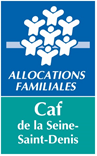 ALLOCATIONS
FAMILIALES
Caf
de la Seine-
Saint-Denis